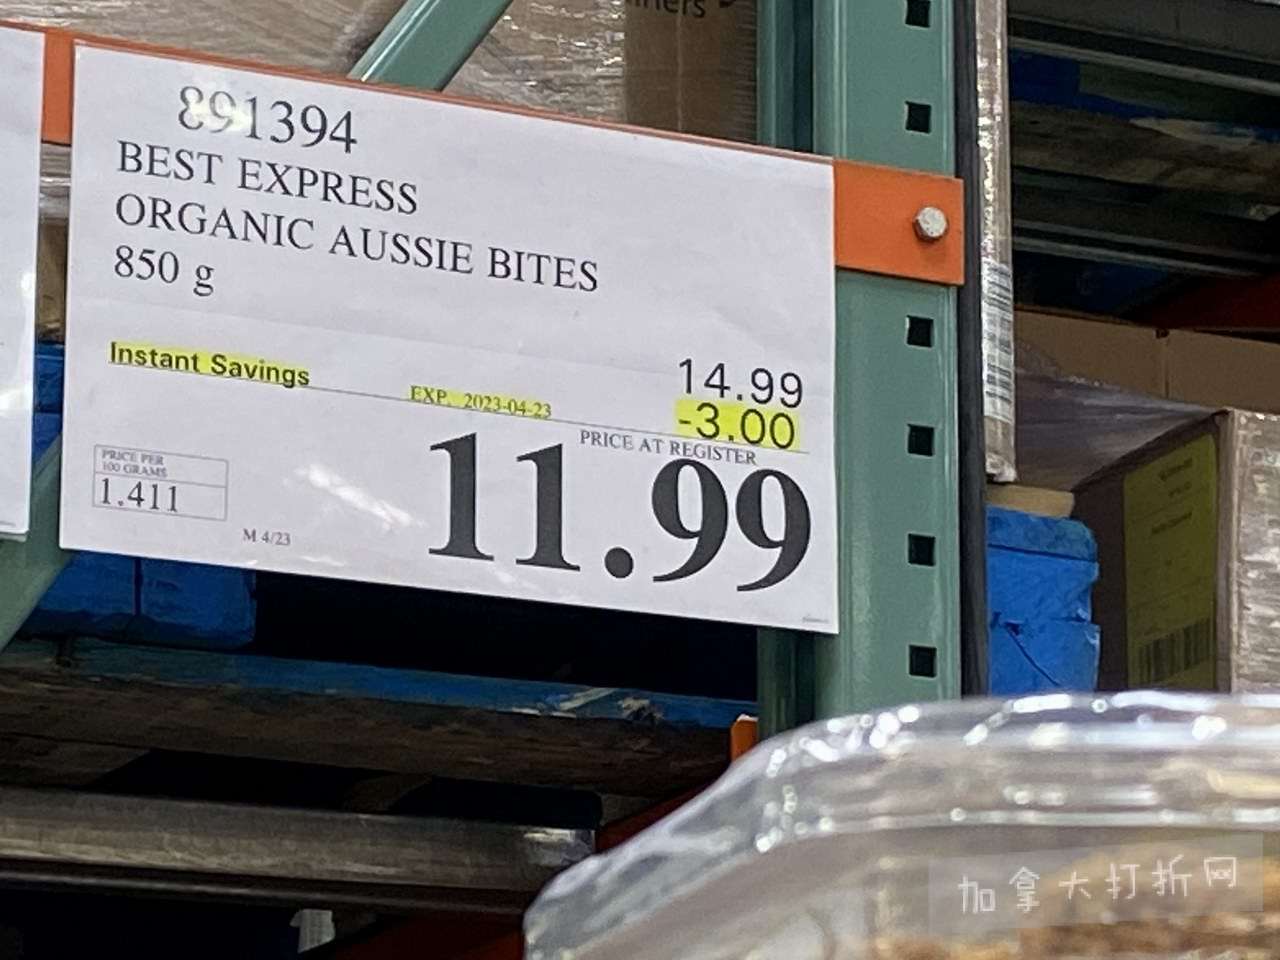 891394
BEST EXPRESS
ORGANIC AUSSIE BITES
850 g
Instant Savings
EXP. 2023-04-23
14.99
-3.00
PRICE AT REGISTER
11.99
PRICE PER
100 GRAMS
1.411
M 4/23
加拿大打折网